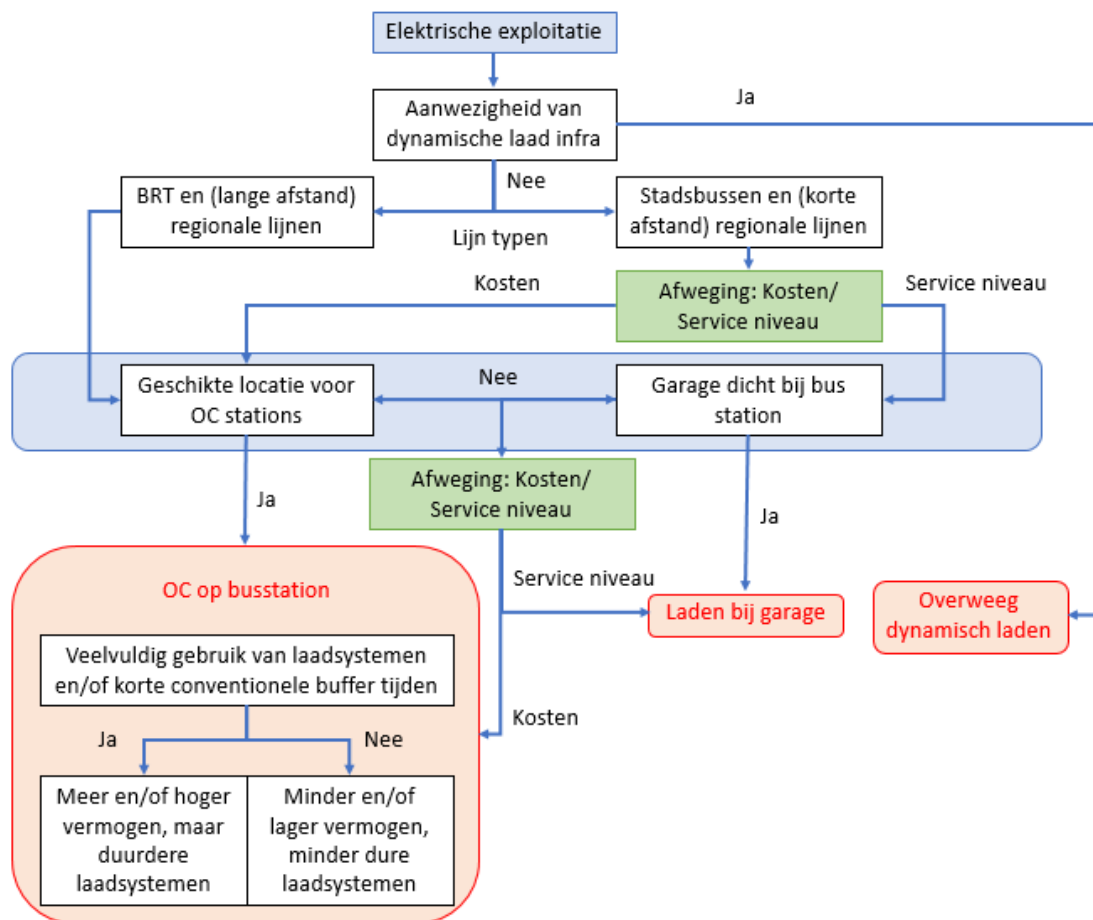 Elektrische exploitatie
Aanwezigheid van
dynamische laad infra
Ja
Nee
BRT en (lange afstand)
regionale lijnen
Stadsbussen en (korte
afstand) regionale lijnen
Lijn typen
Kosten
Afweging: Kosten/
Service niveau
Service niveau
Geschikte locatie voor
OC stations
Nee
Garage dicht bij bus
station
Afweging: Kosten/
Service niveau
Ja
Ja
OC op busstation
Service niveau
Laden bij garage
Overweeg
dynamisch laden
Veelvuldig gebruik van laadsystemen
en/of korte conventionele buffer tijden
Kosten
Ja
Nee
Meer en/of hoger
vermogen, maar
duurdere
laadsystemen
Minder en/of
lager vermogen,
minder dure
laadsystemen